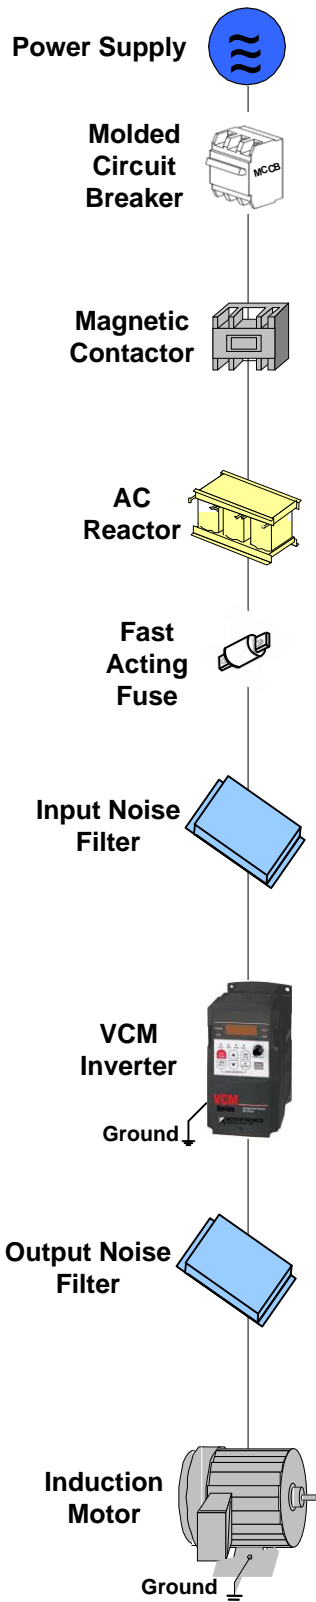 Power Supply
Molded
Circuit
Breaker
MCCB
Magnetic
Contactor
AC
Reactor
Fast
Acting
Fuse
Input Noise
Filter
VCM
Inverter
VCM
Series
Ground
Output Noise
Filter
Induction
Motor
Ground